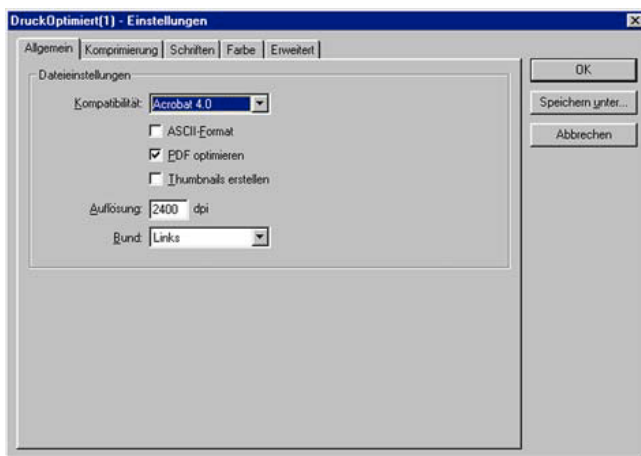 DruckOptimiert(1) - Einstellungen
Allgemein Komprimierung Schriften Farbe Erweitert
Dateieinstellungen
Kompatibilität: Acrobat 4.0
ASCII-Format
PDF optimieren
Thumbnails erstellen
Auflösung: 2400 dpi
Bund: Links
OK
Speichern unter...
Abbrechen